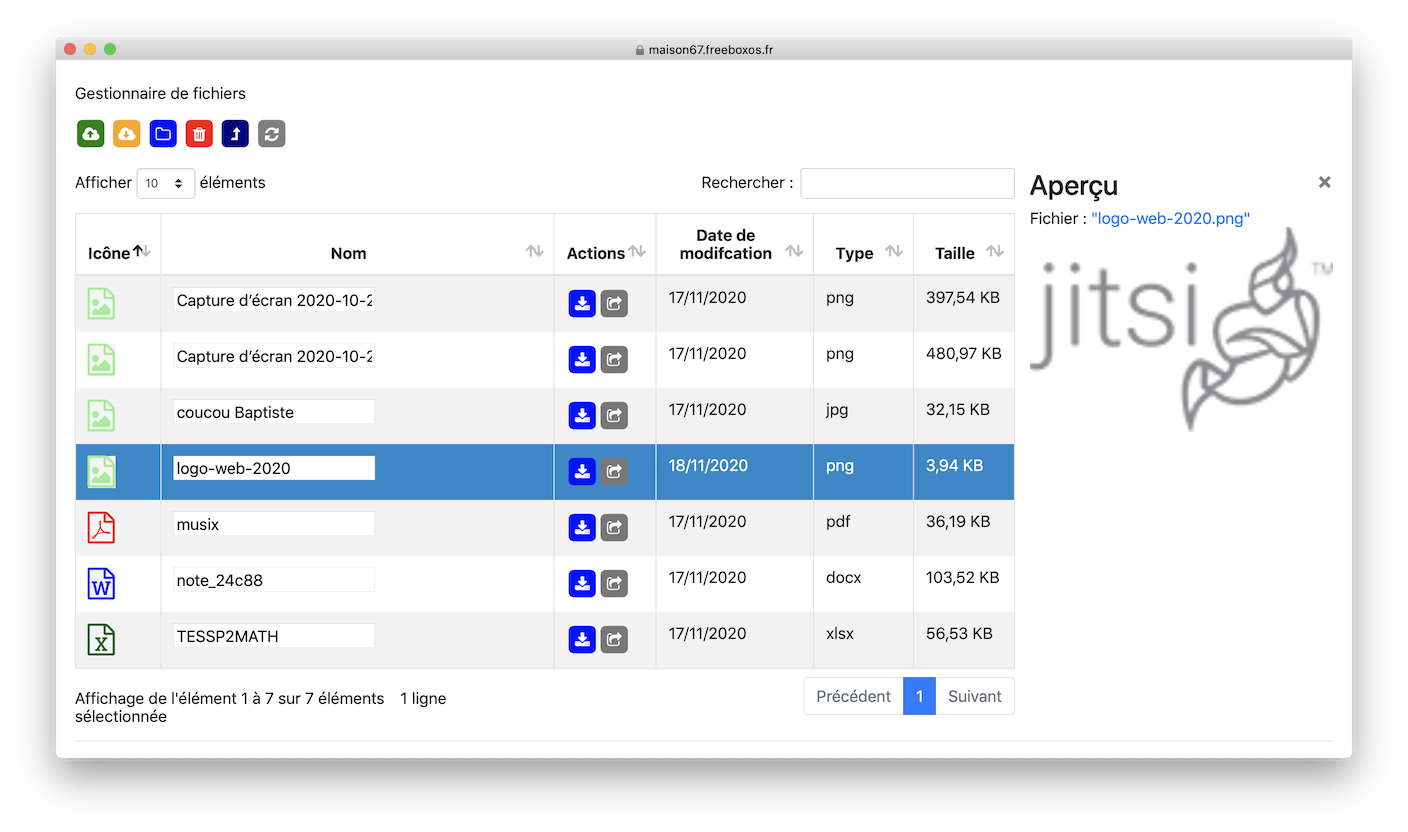 maison67.freeboxos.fr
Gestionnaire de fichiers
Afficher 10 éléments
Rechercher :
Aperçu
Fichier : "logo-web-2020.png"
jitsi TM
Icône Nom Actions Date de modifcation Type Taille
Capture d’écran 2020-10-2 17/11/2020 png 397,54 KB
Capture d’écran 2020-10-2 17/11/2020 png 480,97 KB
coucou Baptiste 17/11/2020 jpg 32,15 KB
logo-web-2020 18/11/2020 png 3,94 KB
musix 17/11/2020 pdf 36,19 KB
W note_24c88 17/11/2020 docx 103,52 KB
X TESSP2MATH 17/11/2020 xlsx 56,53 KB
Affichage de l'élément 1 à 7 sur 7 éléments 1 ligne
sélectionnée
Précédent 1 Suivant